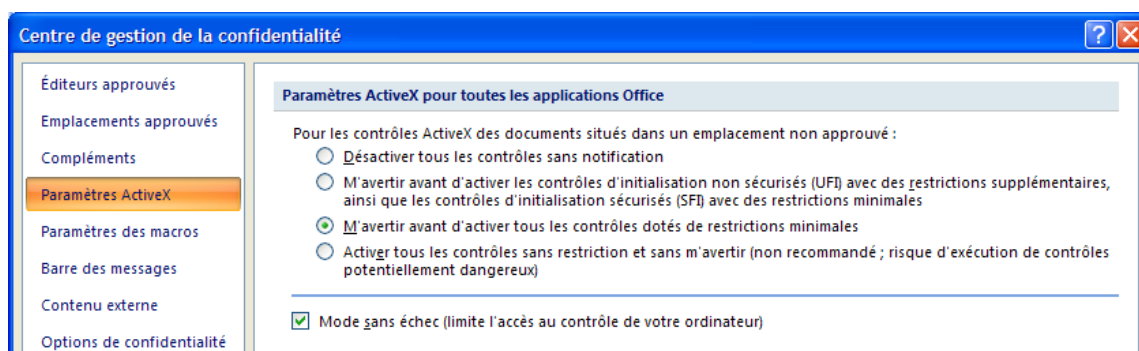 Centre de gestion de la confidentialité
Éditeurs approuvés
Emplacements approuvés
Compléments
Paramètres ActiveX
Paramètres des macros
Barre des messages
Contenu externe
Options de confidentialité
Paramètres ActiveX pour toutes les applications Office
Pour les contrôles ActiveX des documents situés dans un emplacement non approuvé :
Désactiver tous les contrôles sans notification
M'avertir avant d'activer les contrôles d'initialisation non sécurisés (UFI) avec des restrictions supplémentaires,
ainsi que les contrôles d'initialisation sécurisés (SFI) avec des restrictions minimales
M'avertir avant d'activer tous les contrôles dotés de restrictions minimales
Activer tous les contrôles sans restriction et sans m'avertir (non recommandé ; risque d'exécution de contrôles
potentiellement dangereux)
Mode sans échec (limite l'accès au contrôle de votre ordinateur)